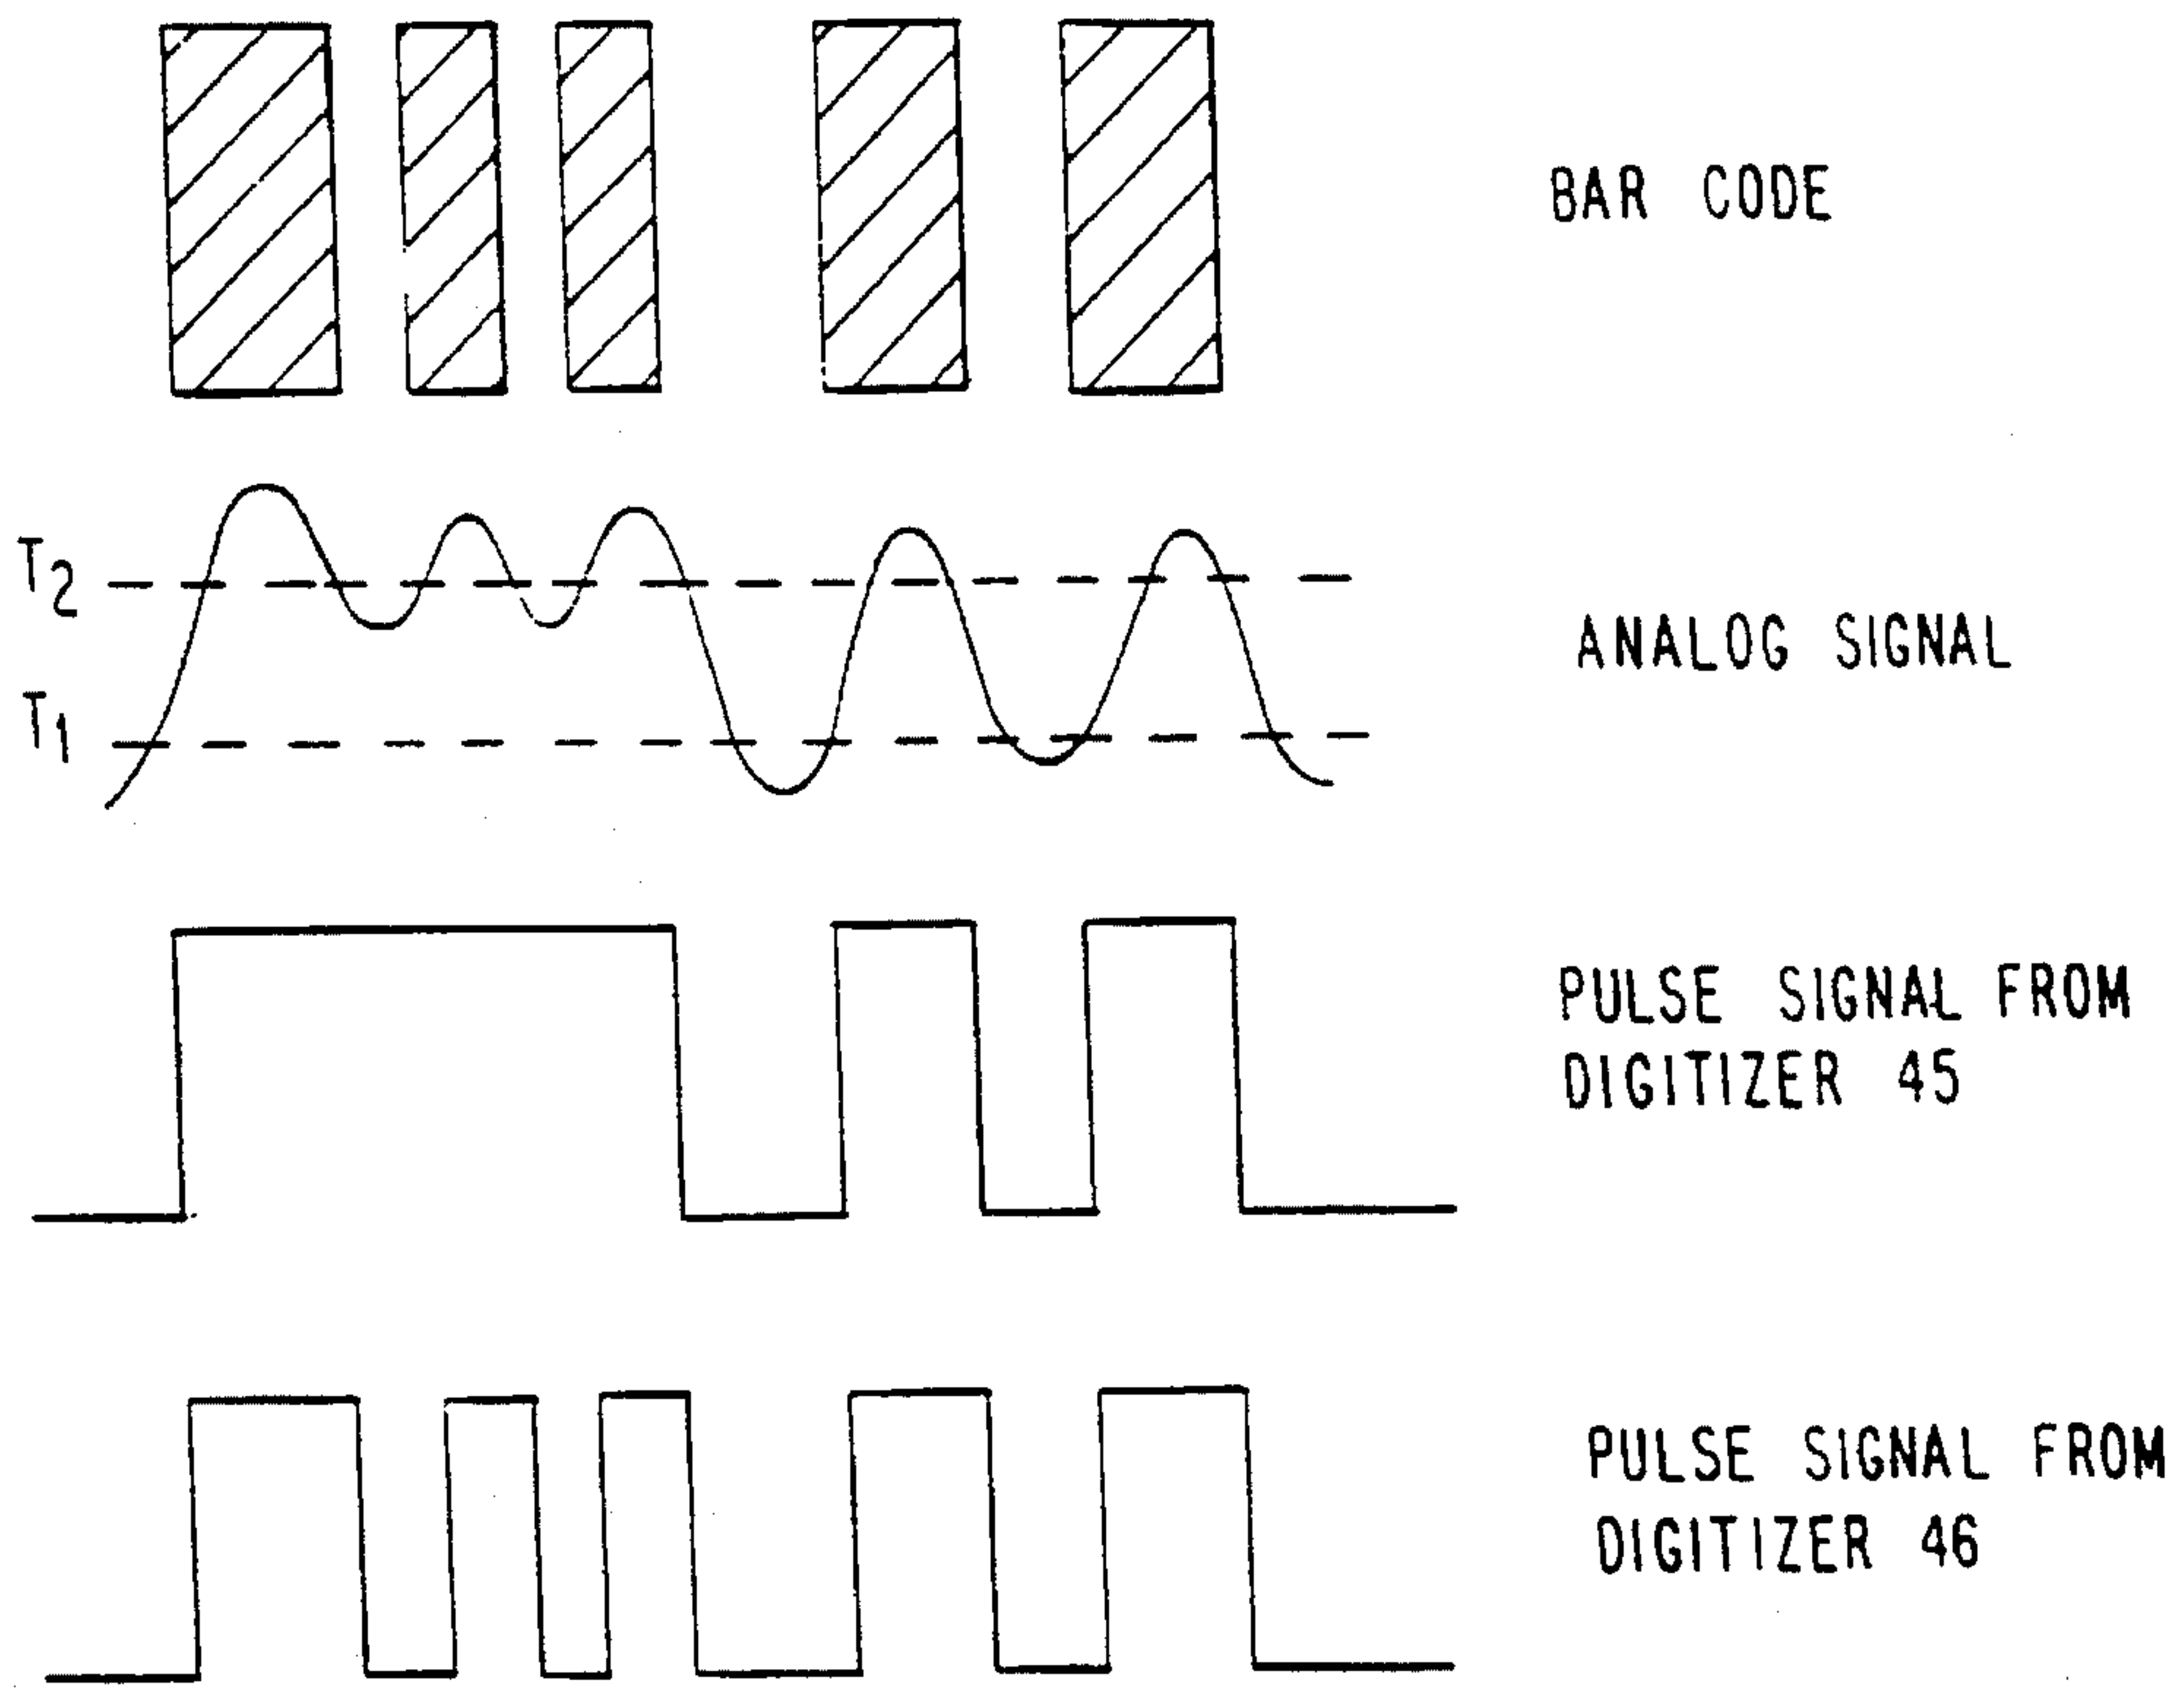 BAR CODE
T2
ANALOG SIGNAL
T1
PULSE SIGNAL FROM
DIGITIZER 45
PULSE SIGNAL FROM
DIGITIZER 46